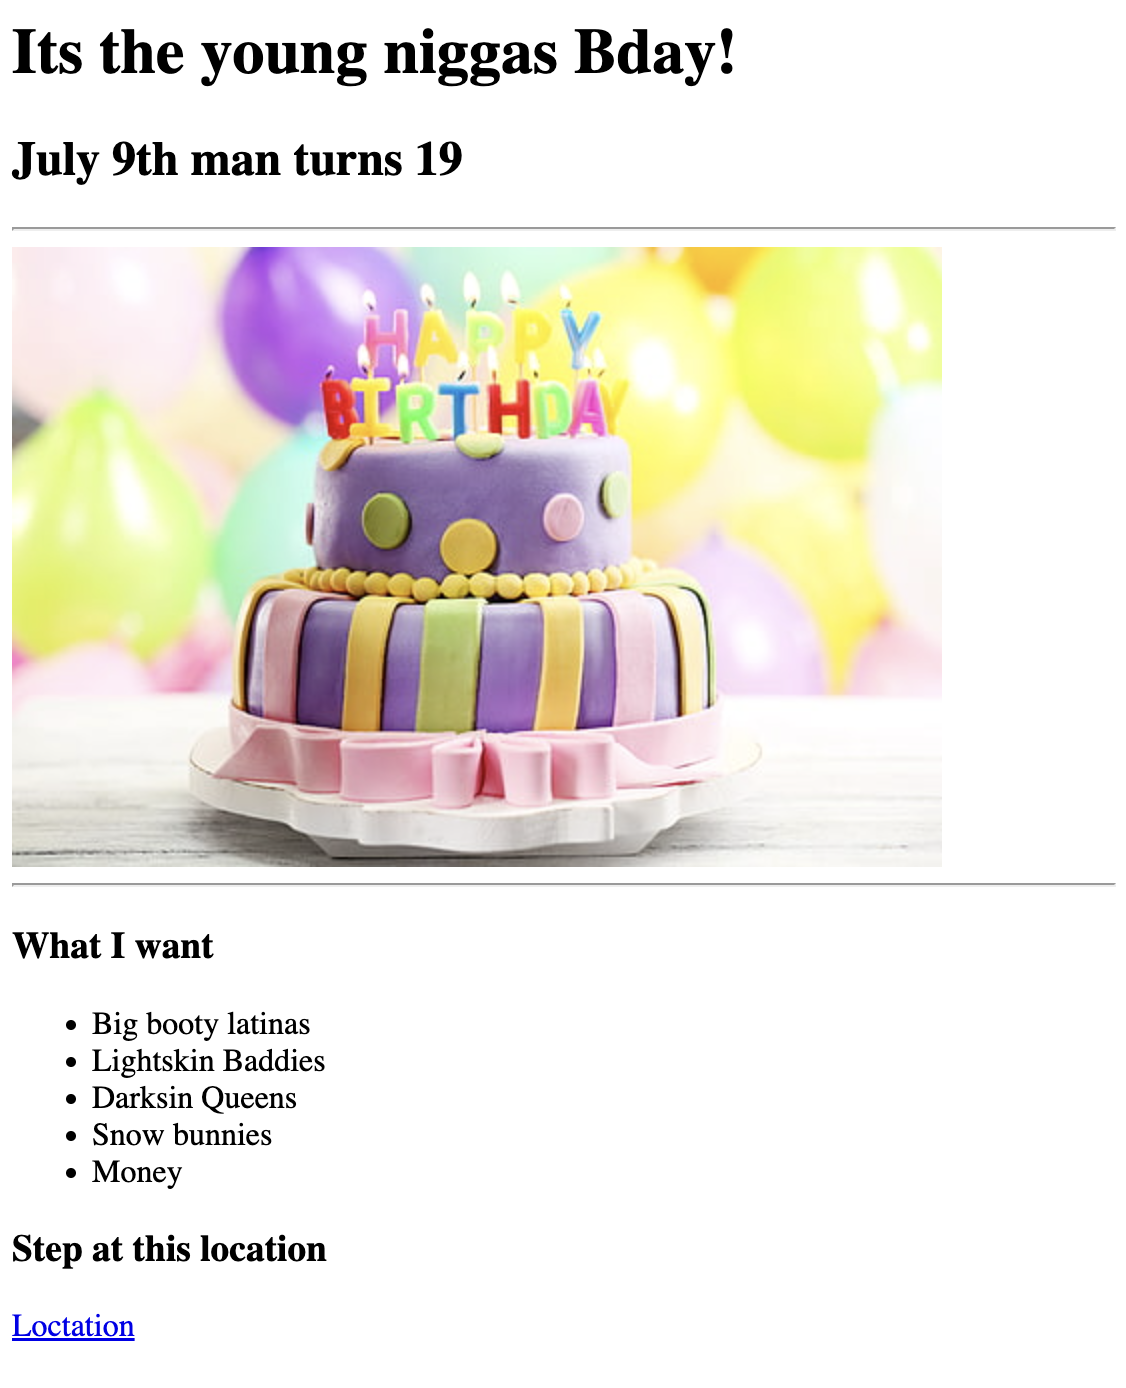 Its the young niggas Bday!
July 9th man turns 19
HAPPY
BIRTHDAY
What I want
Big booty latinas
Lightskin Baddies
Darksin Queens
Snow bunnies
Money
Step at this location
Loctation